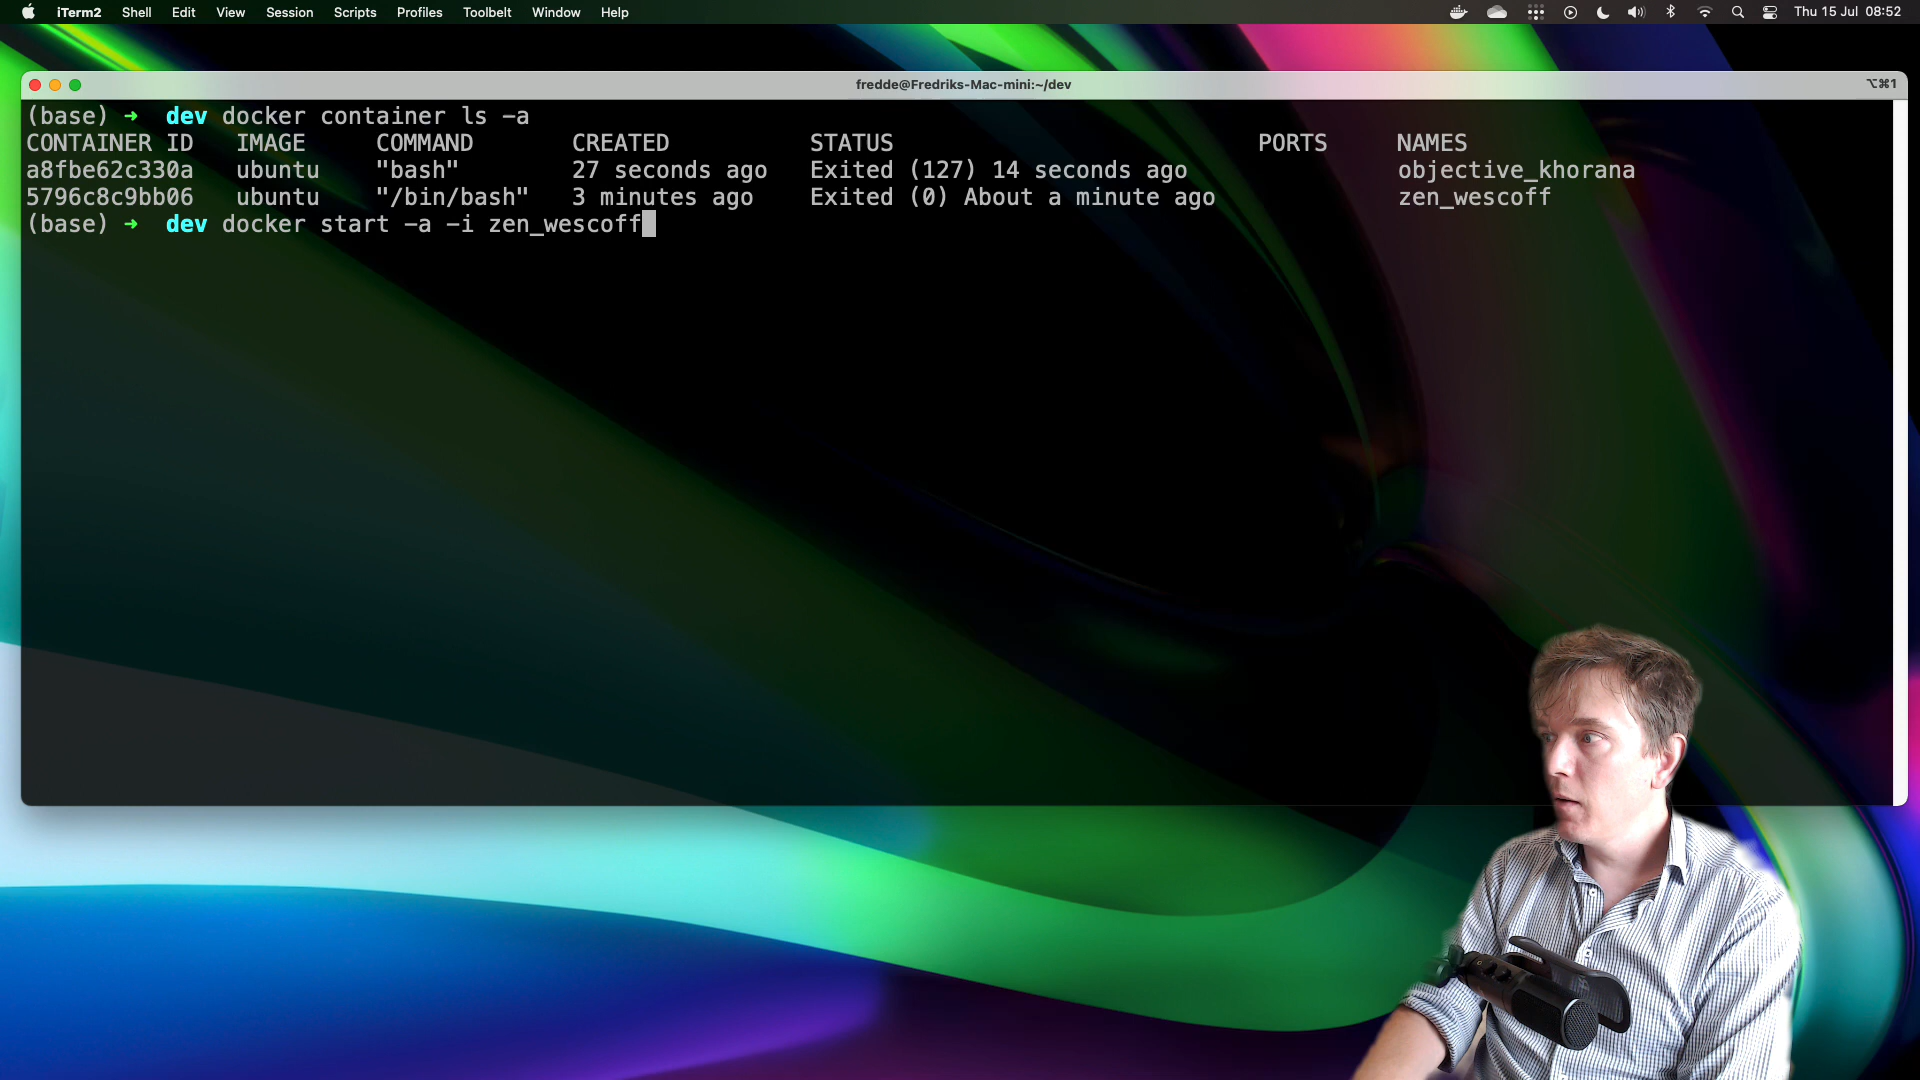 iTerm2 Shell Edit View Session Scripts Profiles Toolbelt Window Help Thu 15 Jul 08:52
fredde@Fredriks-Mac-mini:~/dev ⌥⌘1
(base) ➜ dev docker container ls -a
CONTAINER ID IMAGE COMMAND CREATED STATUS PORTS NAMES
a8fbe62c330a ubuntu "bash" 27 seconds ago Exited (127) 14 seconds ago objective_khorana
5796c8c9bb06 ubuntu "/bin/bash" 3 minutes ago Exited (0) About a minute ago zen_wescoff
(base) ➜ dev docker start -a -i zen_wescoff